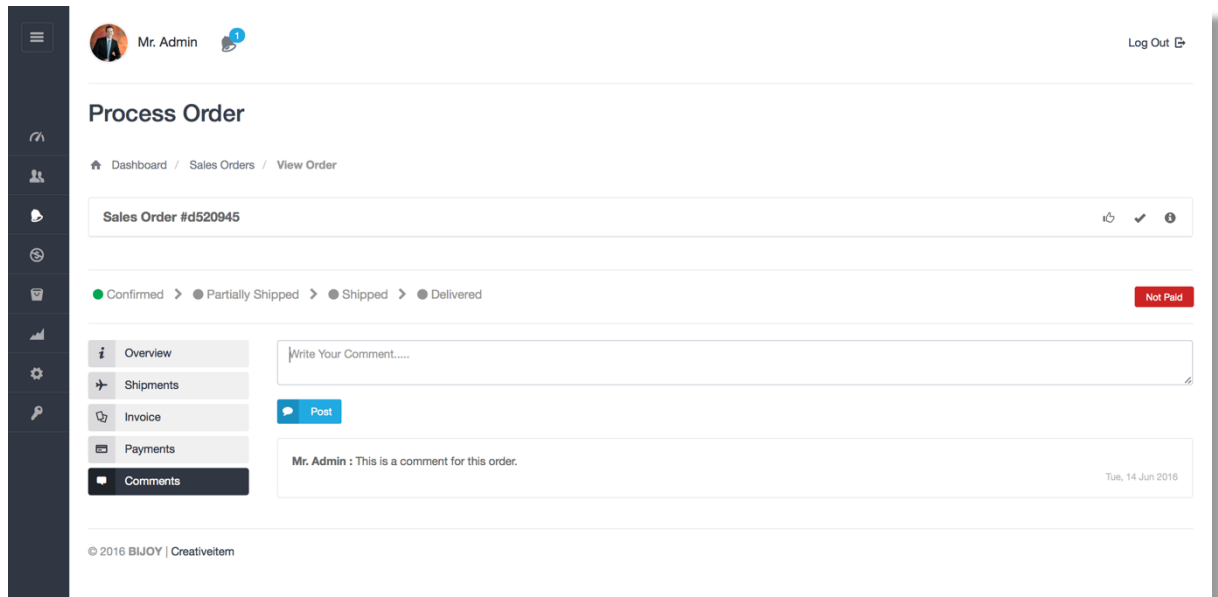 Mr. Admin 1 Log Out
Process Order
Dashboard / Sales Orders / View Order
Sales Order #d520945
Confirmed Partially Shipped Shipped Delivered Not Paid
Overview
Write Your Comment.....
Shipments
Invoice
Post
Payments
Mr. Admin : This is a comment for this order.
Comments
Tue, 14 Jun 2016
© 2016 BIJOY | Creativeitem